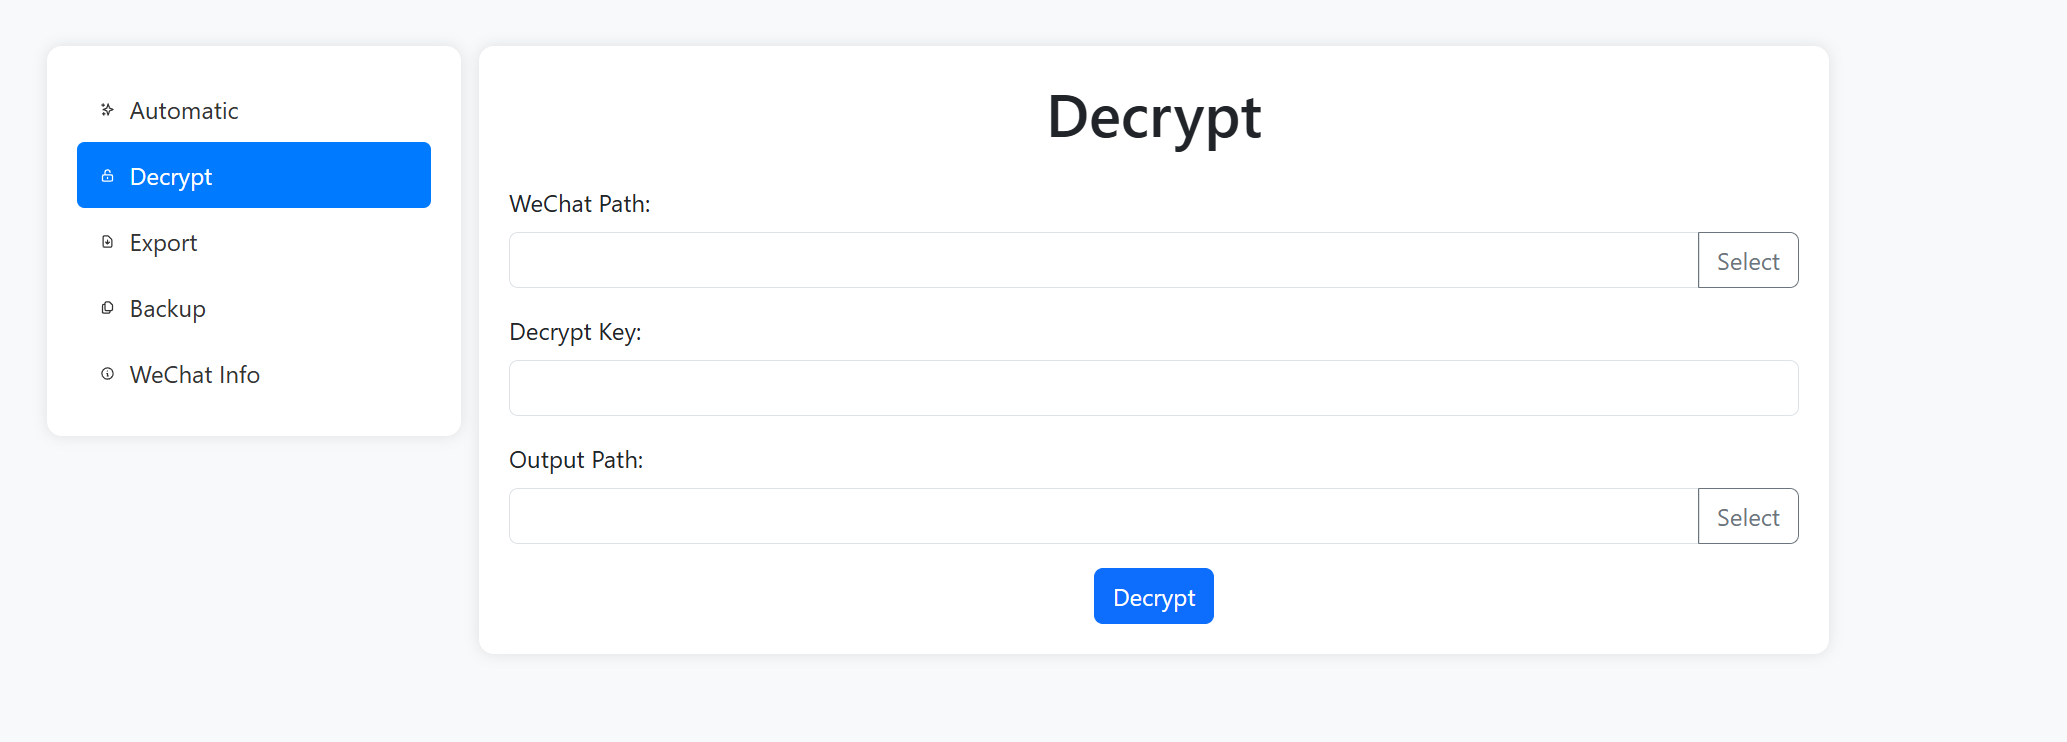 Automatic
Decrypt
Export
Backup
WeChat Info
Decrypt
WeChat Path:
Select
Decrypt Key:
Output Path:
Select
Decrypt